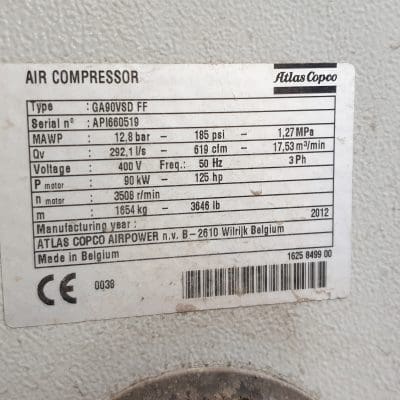 AIR COMPRESSOR Atlas Copco
Type : GA90VSD FF
Serial nº : API660519
MAWP : 12,8 bar – 185 psi – 1,27 MPa
Qv : 292,1 l/s – 619 cfm – 17,53 m³/min
Voltage : 400 V Freq.: 50 Hz 3 Ph
P motor : 90 kW – 125 hp
n motor : 3508 r/min
m : 1654 kg – 3646 lb
Manufacturing year : 2012
ATLAS COPCO AIRPOWER n.v. B – 2610 Wilrijk Belgium
Made in Belgium
1625 8499 00
CE 0038